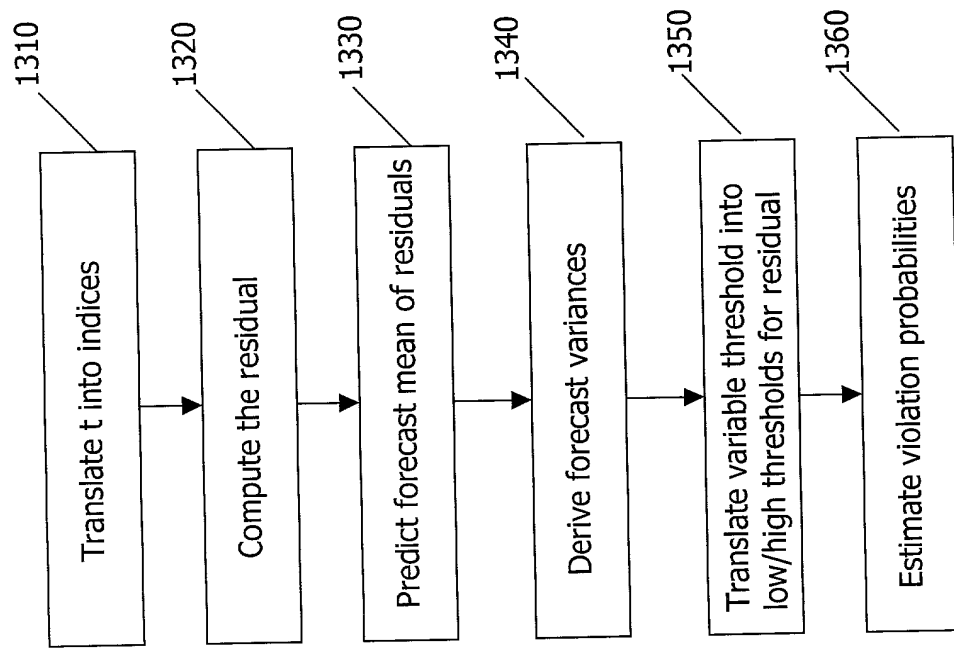 Translate t into indices
1310
Compute the residual
1320
Predict forecast mean of residuals
1330
Derive forecast variances
1340
Translate variable threshold into
low/high thresholds for residual
1350
Estimate violation probabilities
1360